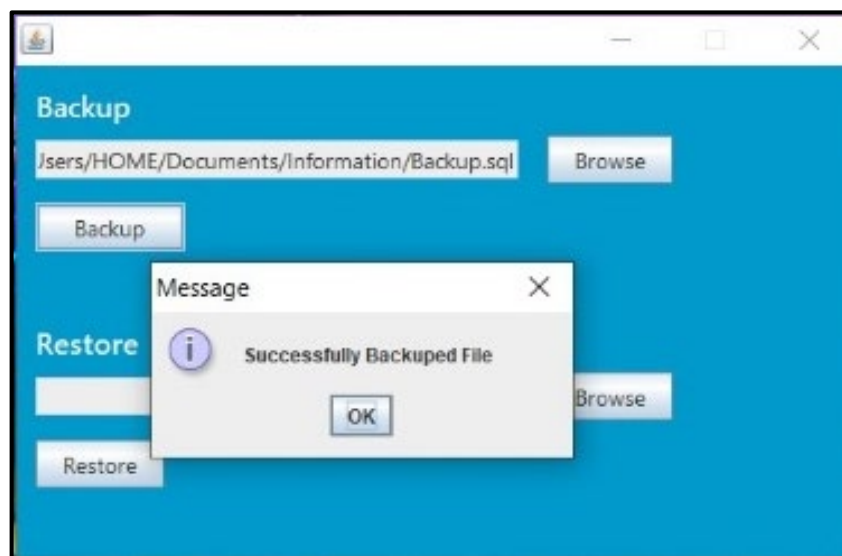 Backup
Jsers/HOME/Documents/Information/Backup.sql
Browse
Backup
Message
Successfully Backuped File
OK
Restore
Browse
Restore